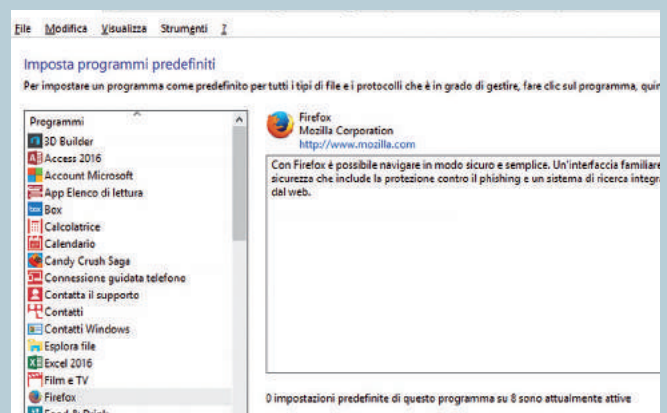 File Modifica Visualizza Strumenti ?
Imposta programmi predefiniti
Per impostare un programma come predefinito per tutti i tipi di file e i protocolli che è in grado di gestire, fare clic sul programma, quin
Programmi
3D Builder
Access 2016
Account Microsoft
App Elenco di lettura
Box
Calcolatrice
Calendario
Candy Crush Saga
Connessione guidata telefono
Contatta il supporto
Contatti
Contatti Windows
Esplora file
Excel 2016
Film e TV
Firefox
Food & Drink
Firefox
Mozilla Corporation
http://www.mozilla.com
Con Firefox è possibile navigare in modo sicuro e semplice. Un'interfaccia familiare
sicurezza che include la protezione contro il phishing e un sistema di ricerca integr
dal web.
0 impostazioni predefinite di questo programma su 8 sono attualmente attive